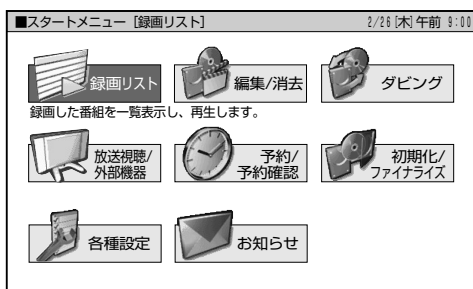 ■スタートメニュー［録画リスト］ 2/26[木]午前 9:00
録画リスト 編集/消去 ダビング
録画した番組を一覧表示し、再生します。
放送視聴/
外部機器
予約/
予約確認
初期化/
ファイナライズ
各種設定 お知らせ